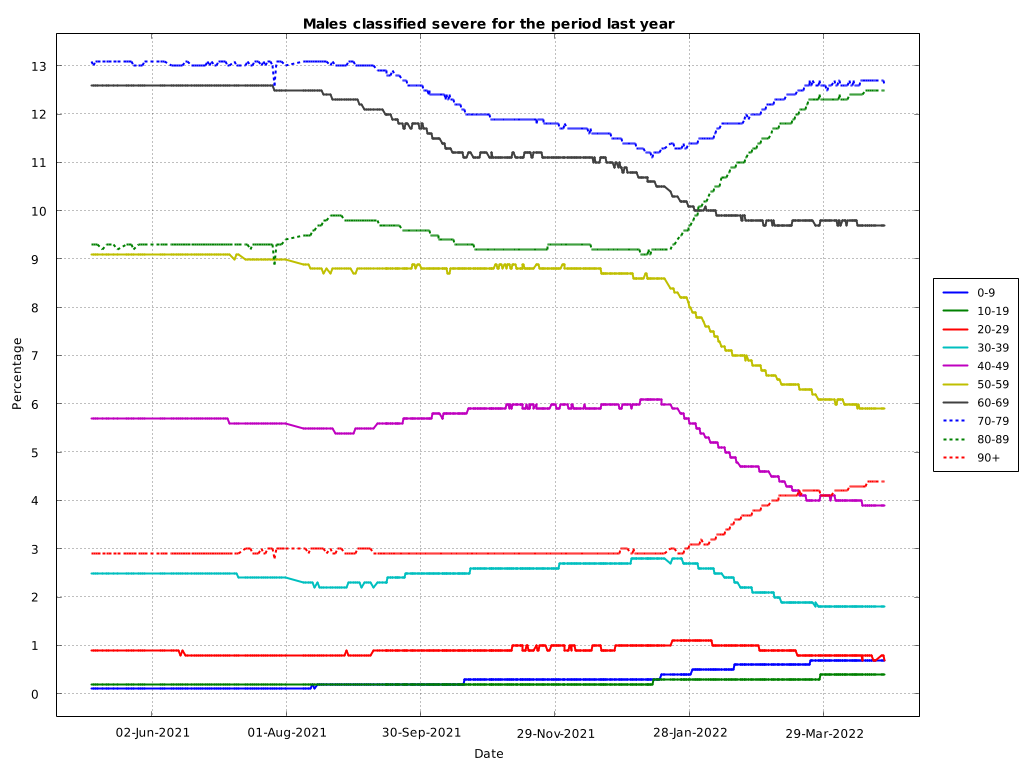 Males classified severe for the period last year
13
12
11
10
9
8
7
6
5
4
3
2
1
0
Percentage
02-Jun-2021
01-Aug-2021
30-Sep-2021
29-Nov-2021
28-Jan-2022
29-Mar-2022
Date
0-9
10-19
20-29
30-39
40-49
50-59
60-69
70-79
80-89
90+